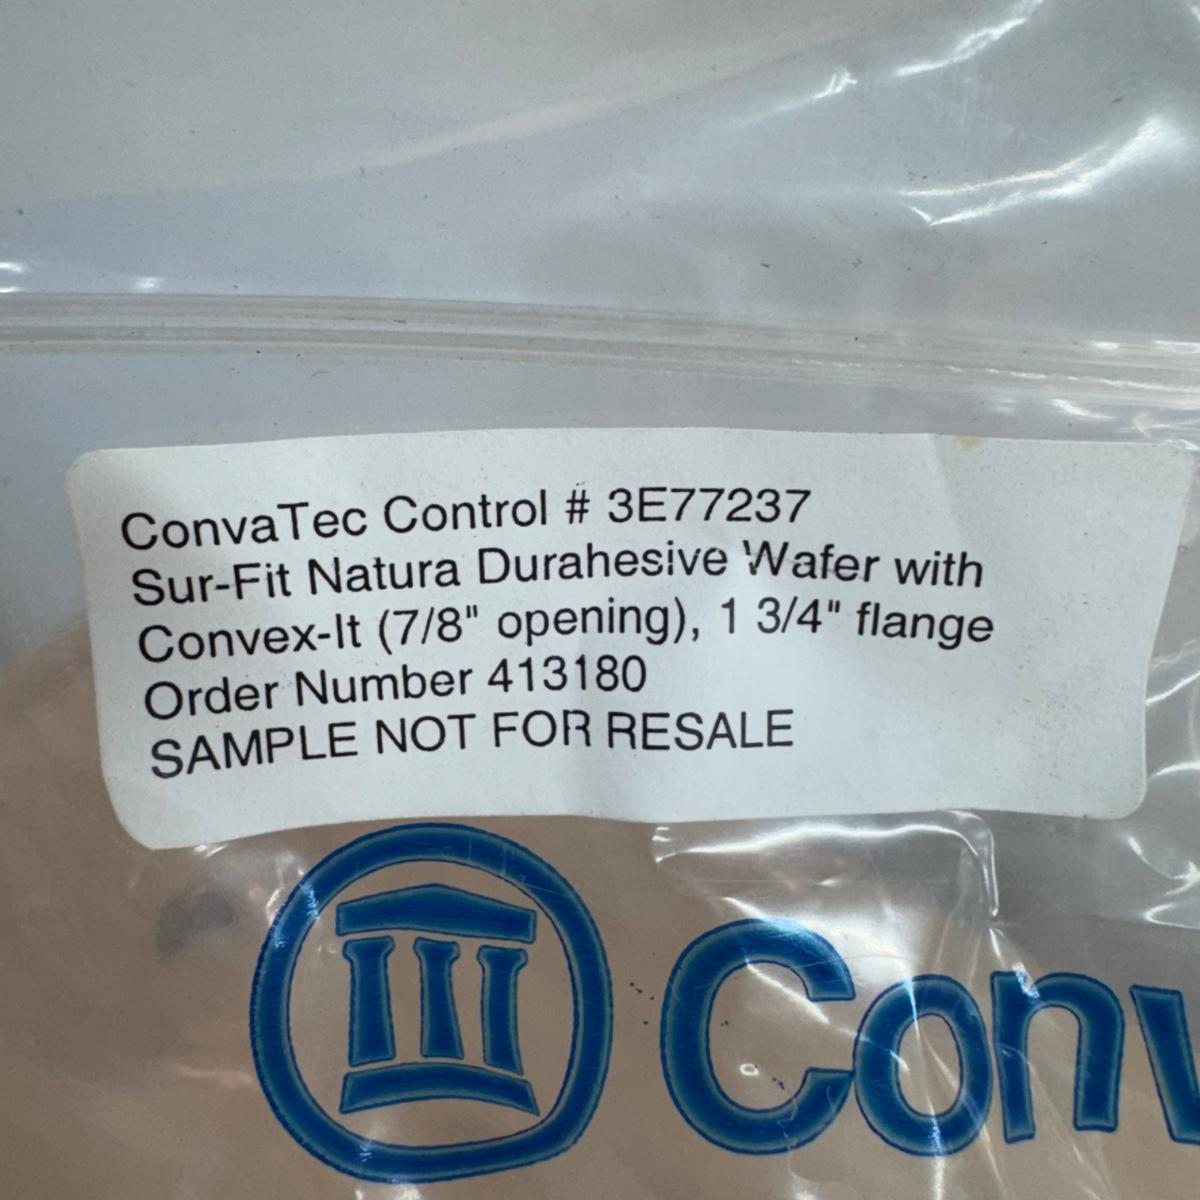 ConvaTec Control # 3E77237
Sur-Fit Natura Durahesive Wafer with
Convex-It (7/8" opening), 1 3/4" flange
Order Number 413180
SAMPLE NOT FOR RESALE
Conv